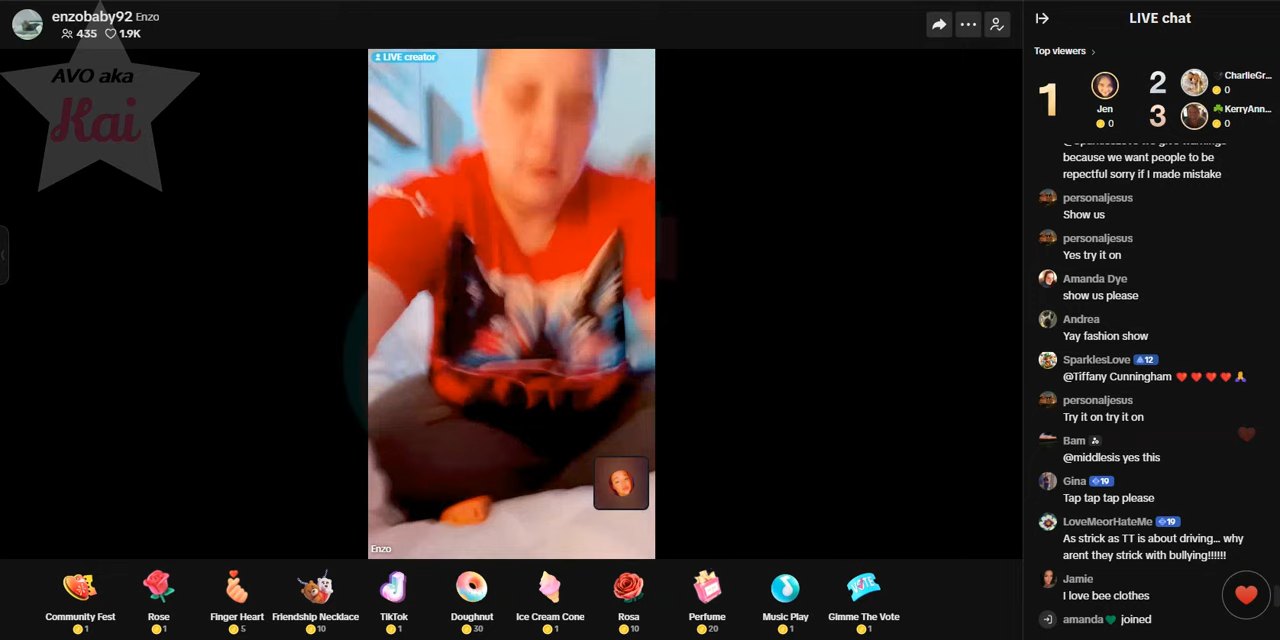 enzobaby92 Enzo
435 1.9K
AVO aka
Kai
LIVE creator
Enzo
Community Fest
1
Rose
1
Finger Heart
5
Friendship Necklace
10
TikTok
1
Doughnut
30
Ice Cream Cone
1
Rosa
10
Perfume
20
Music Play
1
Gimme The Vote
1
LIVE chat
Top viewers
1
Jen
0
2
CharlieGr...
0
3
KerryAnn...
0
because we want people to be
repectful sorry if I made mistake
personaljesus
Show us
personaljesus
Yes try it on
Amanda Dye
show us please
Andrea
Yay fashion show
SparklesLove 12
@Tiffany Cunningham ❤️ ❤️ ❤️ ❤️ 🙏
personaljesus
Try it on try it on
Bam
@middlesis yes this
Gina 19
Tap tap tap please
LoveMeorHateMe 19
As strick as TT is about driving... why
arent they strick with bullying!!!!!!
Jamie
I love bee clothes
amanda💚 joined